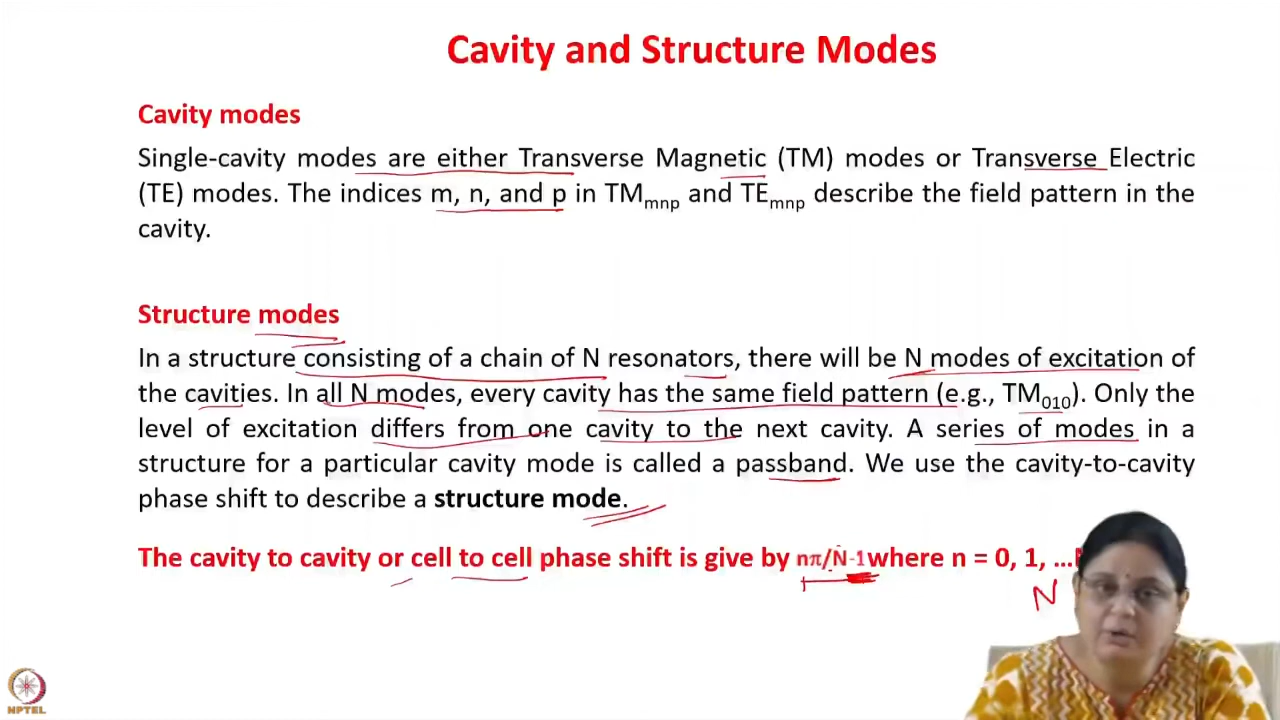 Cavity and Structure Modes
Cavity modes
Single-cavity modes are either Transverse Magnetic (TM) modes or Transverse Electric
(TE) modes. The indices m, n, and p in TMmnp and TEmnp describe the field pattern in the
cavity.
Structure modes
In a structure consisting of a chain of N resonators, there will be N modes of excitation of
the cavities. In all N modes, every cavity has the same field pattern (e.g., TM010). Only the
level of excitation differs from one cavity to the next cavity. A series of modes in a
structure for a particular cavity mode is called a passband. We use the cavity-to-cavity
phase shift to describe a structure mode.
The cavity to cavity or cell to cell phase shift is give by nπ/N-1where n = 0, 1, ...
N
NPTEL